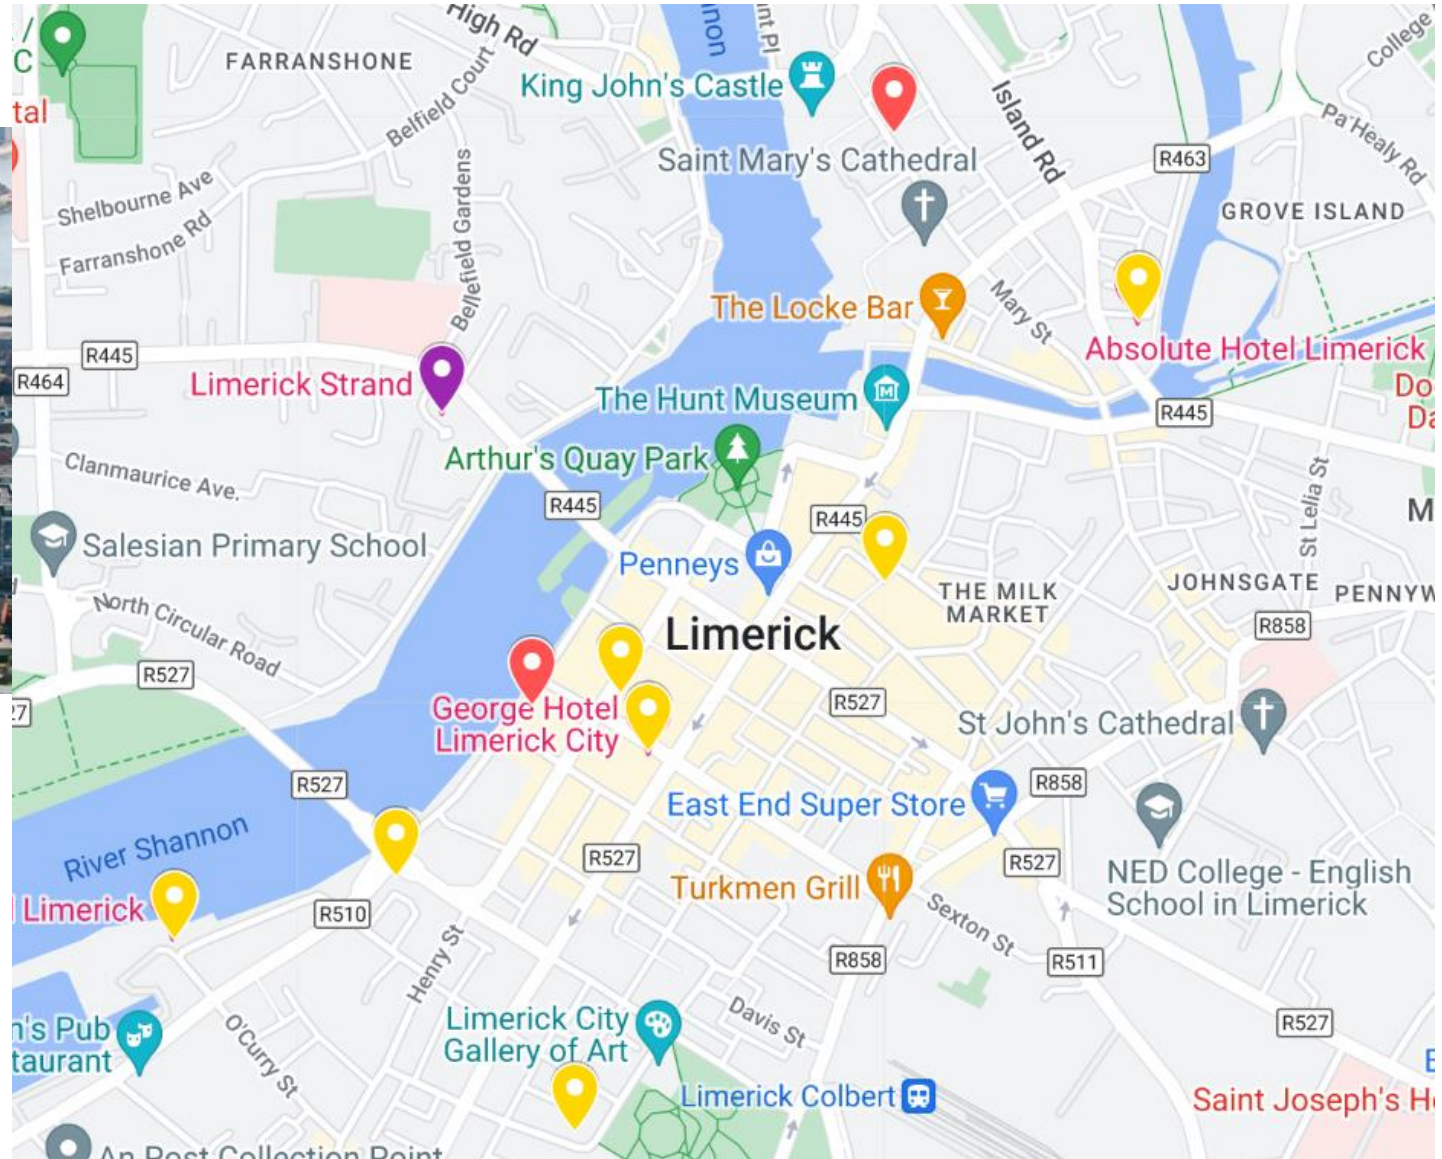 High Rd
FARRANSHONE
C
tal
King John's Castle
Belfield Court
Island Rd
College
Pa Healy Rd
Saint Mary's Cathedral
R463
Shelbourne Ave
GROVE ISLAND
Farranshone Rd
Bellefield Gardens
The Locke Bar
Mary St
R445
Absolute Hotel Limerick
R464
Limerick Strand
The Hunt Museum
R445
Arthur's Quay Park
Clanmaurice Ave.
R445
R445
St Lelia St
M
Salesian Primary School
Penneys
THE MILK
MARKET
JOHNSGATE
PENNYW
North Circular Road
Limerick
R858
R527
R527
George Hotel
Limerick City
St John's Cathedral
R527
R858
East End Super Store
River Shannon
R527
R527
NED College - English
School in Limerick
Turkmen Grill
Limerick
R510
Sexton St
Henry St
R858
R511
n's Pub
taurant
O'Curry St
Limerick City
Gallery of Art
Davis St
R527
Limerick Colbert
Saint Joseph's H
An Post Collection Point